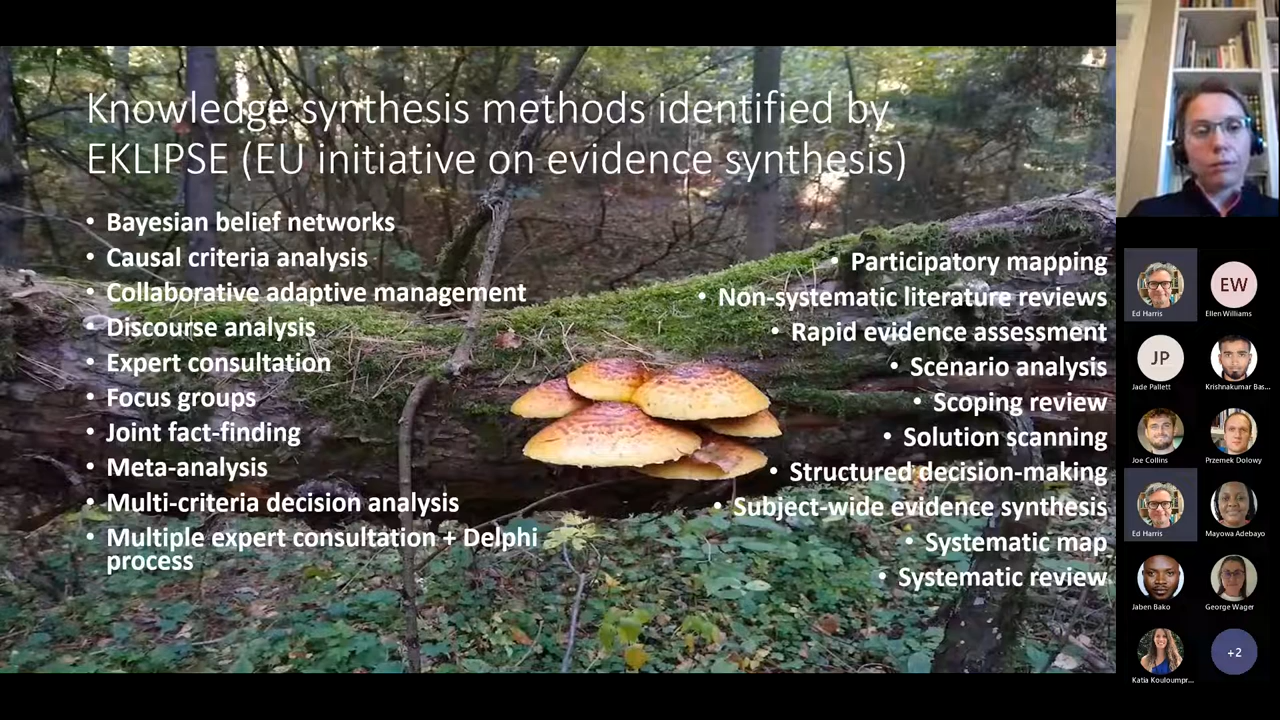 Knowledge synthesis methods identified by
EKLIPSE (EU initiative on evidence synthesis)
• Bayesian belief networks
• Causal criteria analysis
• Collaborative adaptive management
• Discourse analysis
• Expert consultation
• Focus groups
• Joint fact-finding
• Meta-analysis
• Multi-criteria decision analysis
• Multiple expert consultation + Delphi
process
• Participatory mapping
• Non-systematic literature reviews
• Rapid evidence assessment
• Scenario analysis
• Scoping review
• Solution scanning
• Structured decision-making
• Subject-wide evidence synthesis
• Systematic map
• Systematic review
Ed Harris
EW
Ellen Williams
JP
Jade Pallett
Krishnakumar Bas...
Joe Collins
Przemek Dolowy
Ed Harris
Mayowa Adebayo
Jaben Bako
George Wager
Katia Kouloumpr...
+2